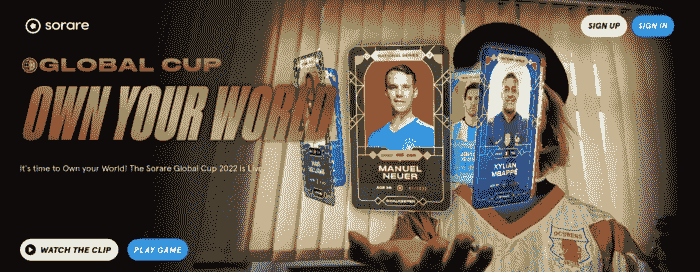 sorare
SIGN UP
SIGN IN
GLOBAL CUP
OWN YOUR WORLD
It's time to Own your World! The Sorare Global Cup 2022 is Live
MANUEL
NEUER
KYLIAN
MBAPPÉ
WATCH THE CLIP
PLAY GAME